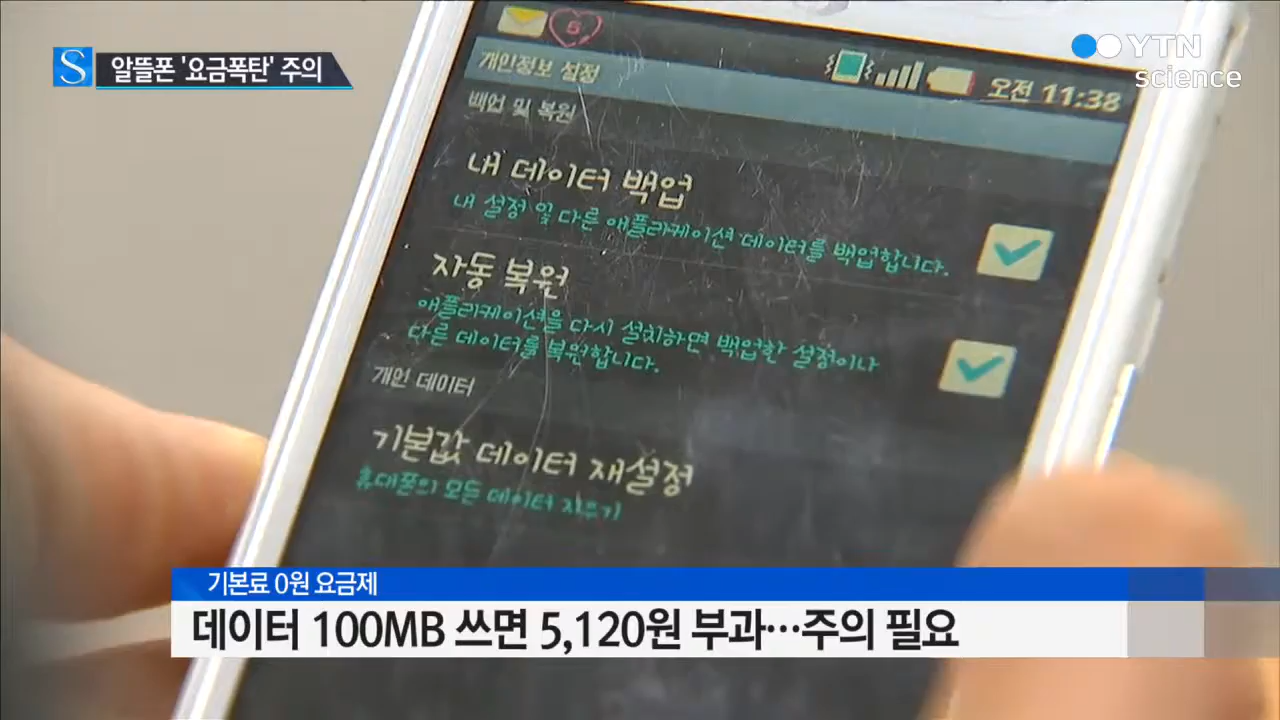 S 알뜰폰 '요금폭탄' 주의
YTN
science
5
오전 11:38
개인정보 설정
백업 및 복원
내 데이터 백업
내 설정 및 다른 애플리케이션 데이터를 백업합니다.
자동 복원
애플리케이션을 다시 설치하면 백업한 설정이나
다른 데이터를 복원합니다.
개인 데이터
기본값 데이터 재설정
휴대폰의 모든 데이터 지우기
기본료 0원 요금제
데이터 100MB 쓰면 5,120원 부과…주의 필요